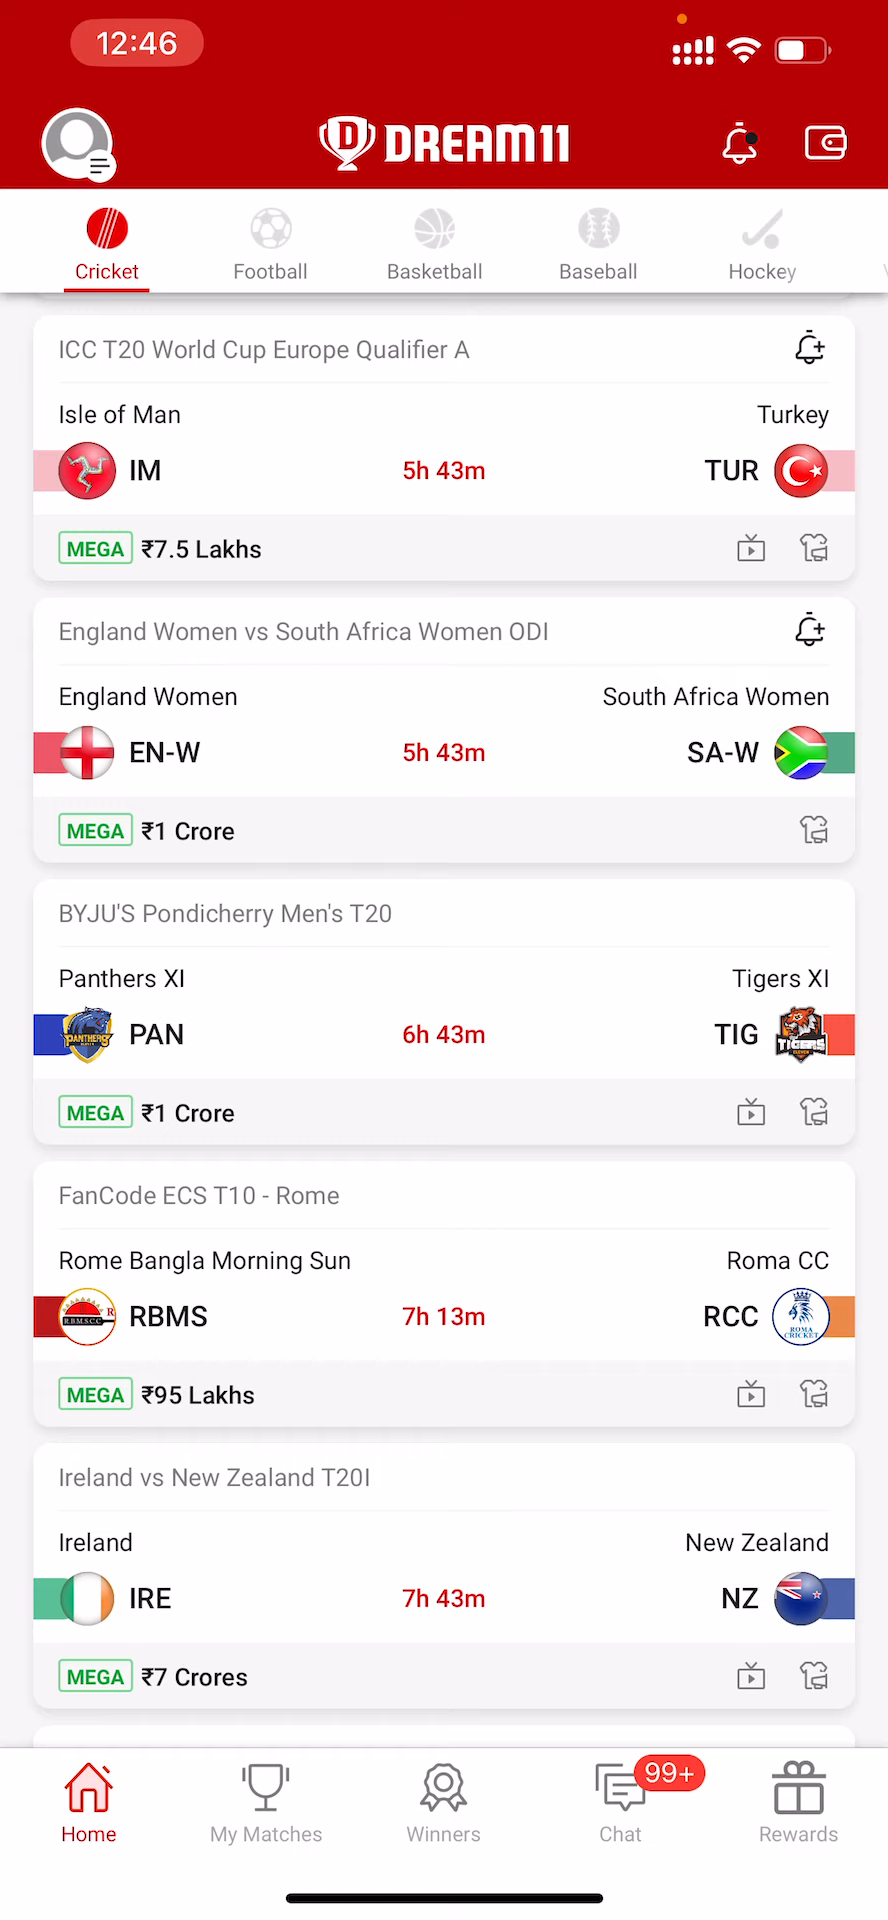 12:46
DREAM11
Cricket
Football
Basketball
Baseball
Hockey
ICC T20 World Cup Europe Qualifier A
Isle of Man
Turkey
IM
5h 43m
TUR
MEGA ₹7.5 Lakhs
England Women vs South Africa Women ODI
England Women
South Africa Women
EN-W
5h 43m
SA-W
MEGA ₹1 Crore
BYJU'S Pondicherry Men's T20
Panthers XI
Tigers XI
PANTHERS
PAN
6h 43m
TIG
TIGERS
MEGA ₹1 Crore
FanCode ECS T10 - Rome
Rome Bangla Morning Sun
Roma CC
R.B.M.S.C.C
RBMS
7h 13m
RCC
ROMA
CRICKET
MEGA ₹95 Lakhs
Ireland vs New Zealand T20I
Ireland
New Zealand
IRE
7h 43m
NZ
MEGA ₹7 Crores
99+
Home
My Matches
Winners
Chat
Rewards